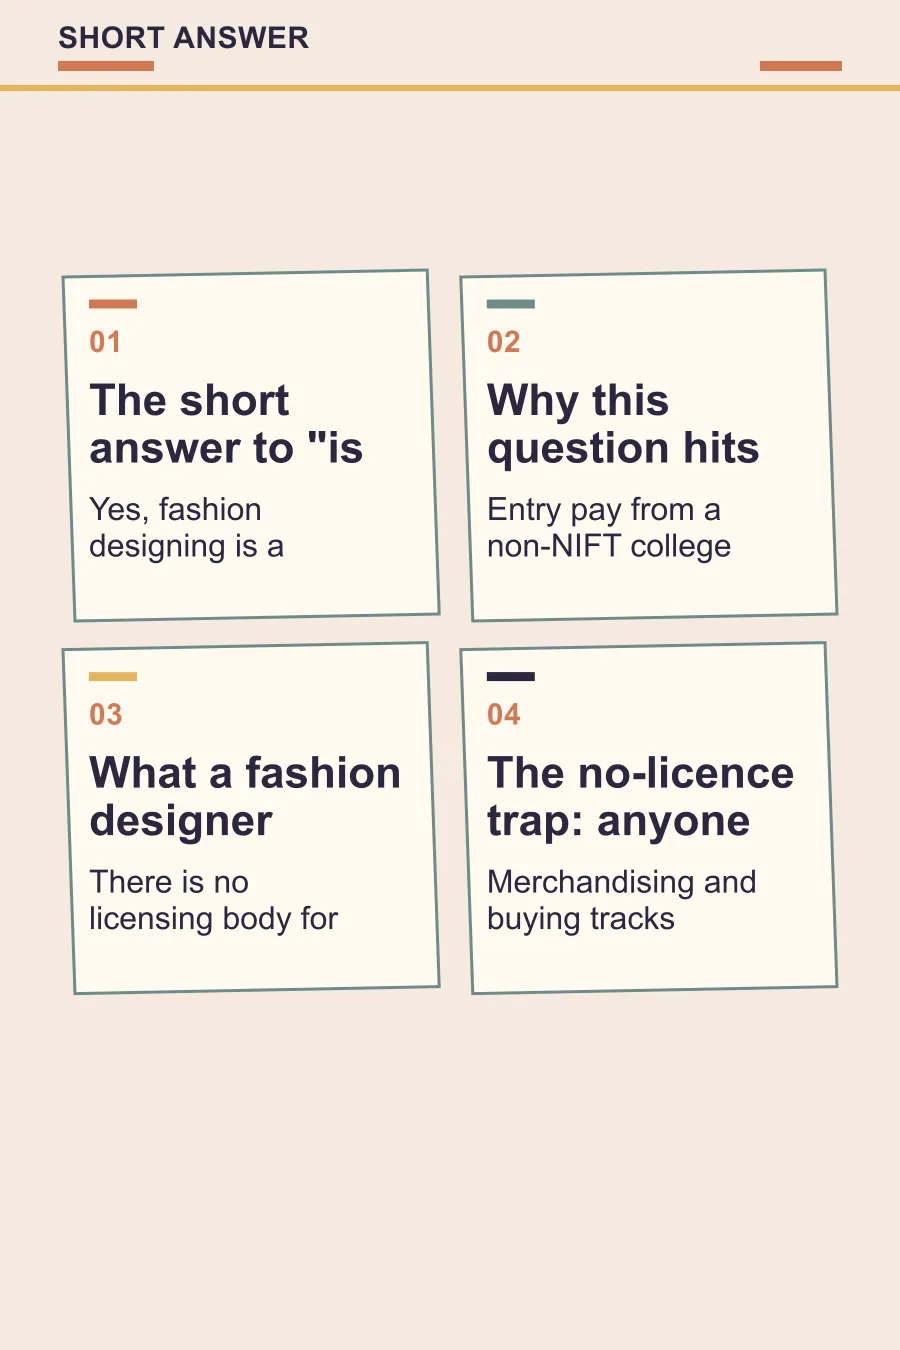 SHORT ANSWER
01
The short
answer to "is
Yes, fashion
designing is a
02
Why this
question hits
Entry pay from a
non-NIFT college
03
What a fashion
designer
There is no
licensing body for
04
The no-licence
trap: anyone
Merchandising and
buying tracks